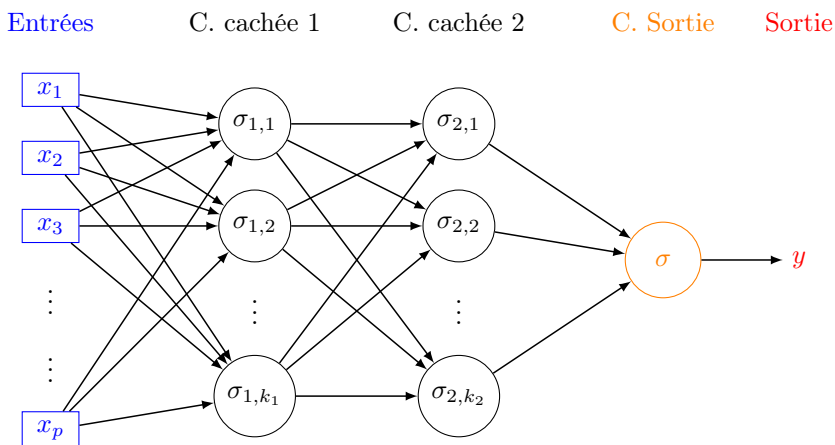 Entrées C. cachée 1 C. cachée 2 C. Sortie Sortie
x₁
σ₁,₁ σ₂,₁
x₂
x₃ σ₁,₂ σ₂,₂
σ y
⋮ ⋮ ⋮
⋮
σ₁,ₖ₁ σ₂,ₖ₂
xₚ